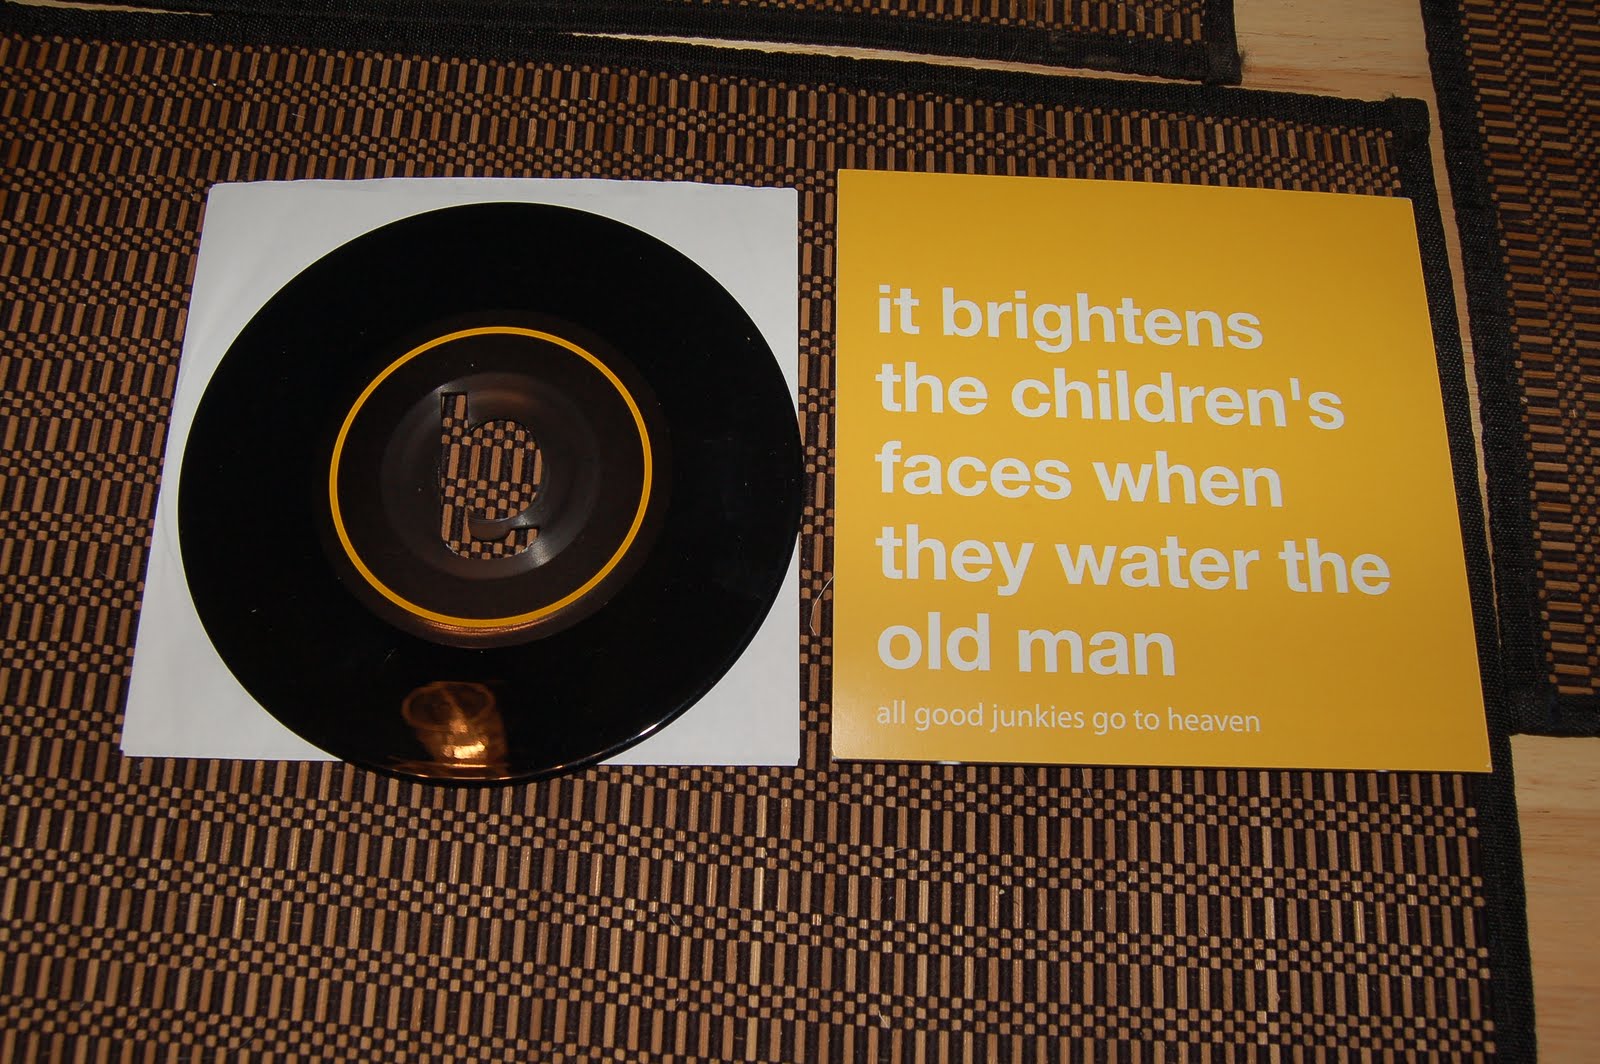 b
it brightens
the children's
faces when
they water the
old man
all good junkies go to heaven